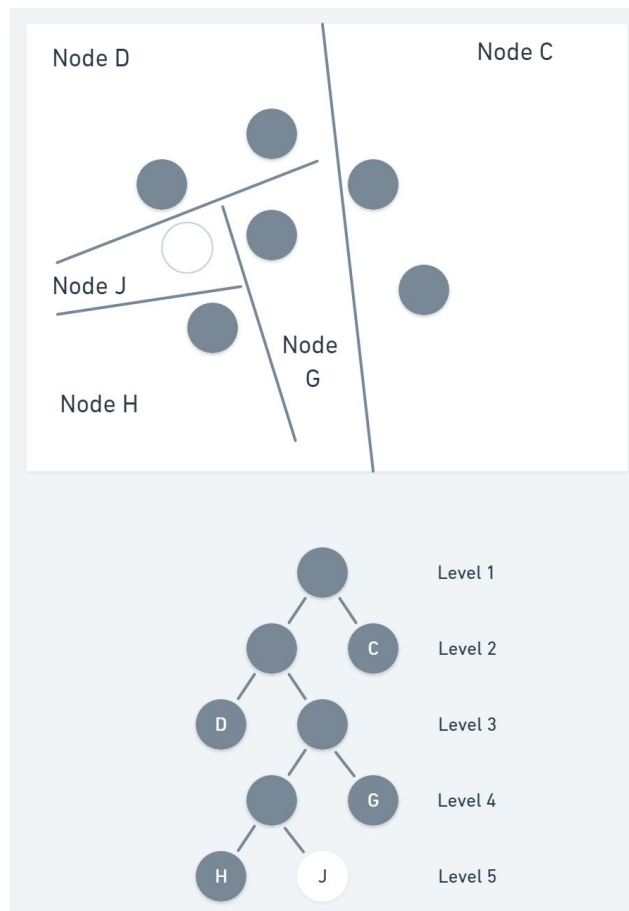 Node D
Node C
Node J
Node
G
Node H
Level 1
C
Level 2
D
Level 3
G
Level 4
H
J
Level 5